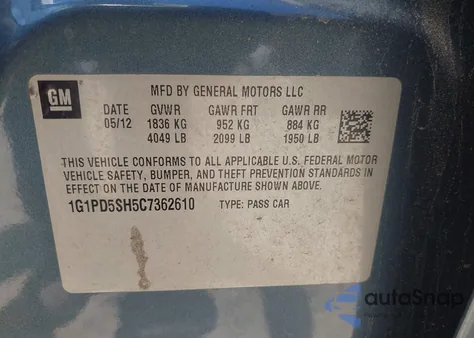 GM
MFD BY GENERAL MOTORS LLC
DATE GVWR GAWR FRT GAWR RR
05/12 1836 KG 952 KG 884 KG
4049 LB 2099 LB 1950 LB
THIS VEHICLE CONFORMS TO ALL APPLICABLE U.S. FEDERAL MOTOR
VEHICLE SAFETY, BUMPER, AND THEFT PREVENTION STANDARDS IN
EFFECT ON THE DATE OF MANUFACTURE SHOWN ABOVE.
1G1PD5SH5C7362610 TYPE: PASS CAR
autoSnap